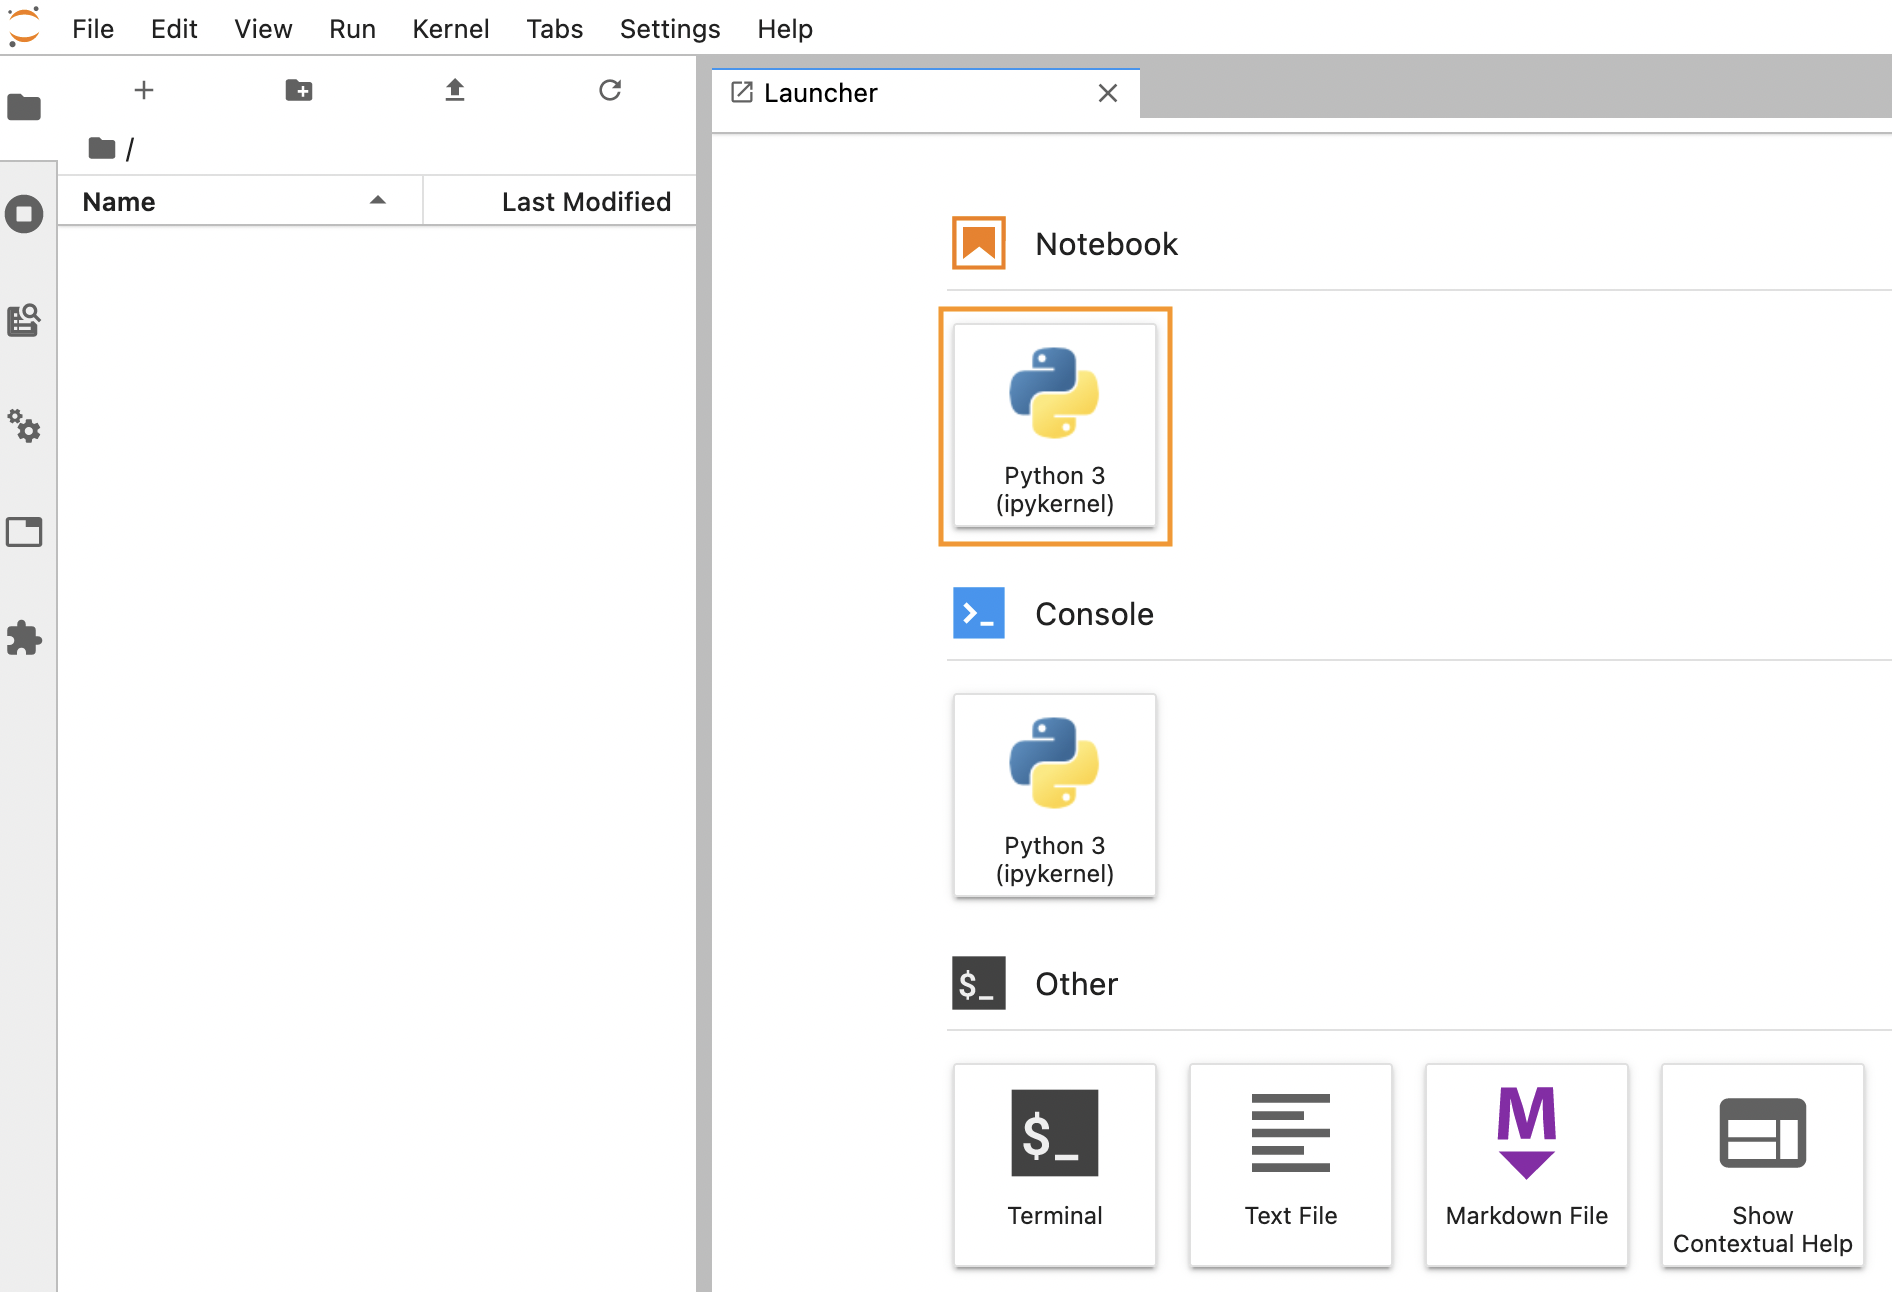 File Edit View Run Kernel Tabs Settings Help
/
Name Last Modified
Launcher
Notebook
Python 3
(ipykernel)
Console
Python 3
(ipykernel)
$_ Other
$_
Terminal
Text File
M
Markdown File
Show
Contextual Help